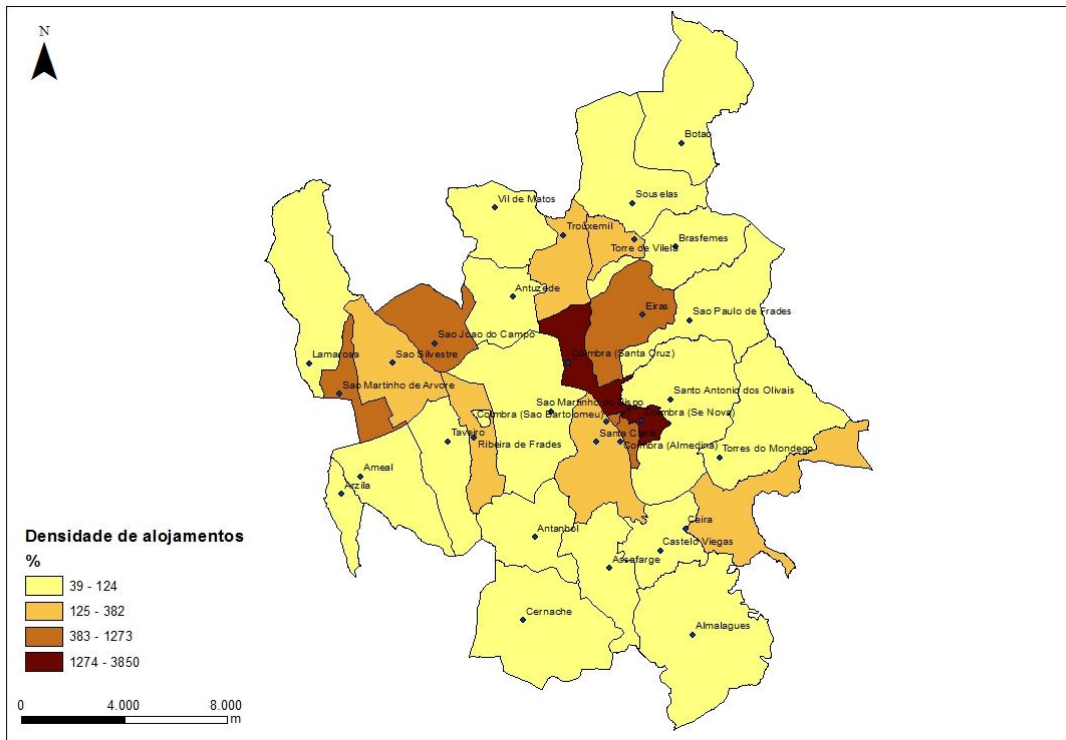 N
Botao
Souselas
Vil de Matos
Trouxemil
Torre de Vilela
Brasfemes
Antuzede
Eiras
Sao Paulo de Frades
Sao Joao do Campo
Lamarosa
Sao Silvestre
Coimbra (Santa Cruz)
Sao Martinho de Arvore
Santo Antonio dos Olivais
Sao Martinho do Bispo
Coimbra (Sao Bartolomeu)
Coimbra (Se Nova)
Taveiro
Ribeira de Frades
Santa Clara
Coimbra (Almedina)
Torres do Mondego
Ameal
Arzila
Antanhol
Ceira
Castelo Viegas
Assafarge
Cernache
Almalagues
Densidade de alojamentos
%
39 - 124
125 - 382
383 - 1273
1274 - 3850
0 4.000 8.000
m